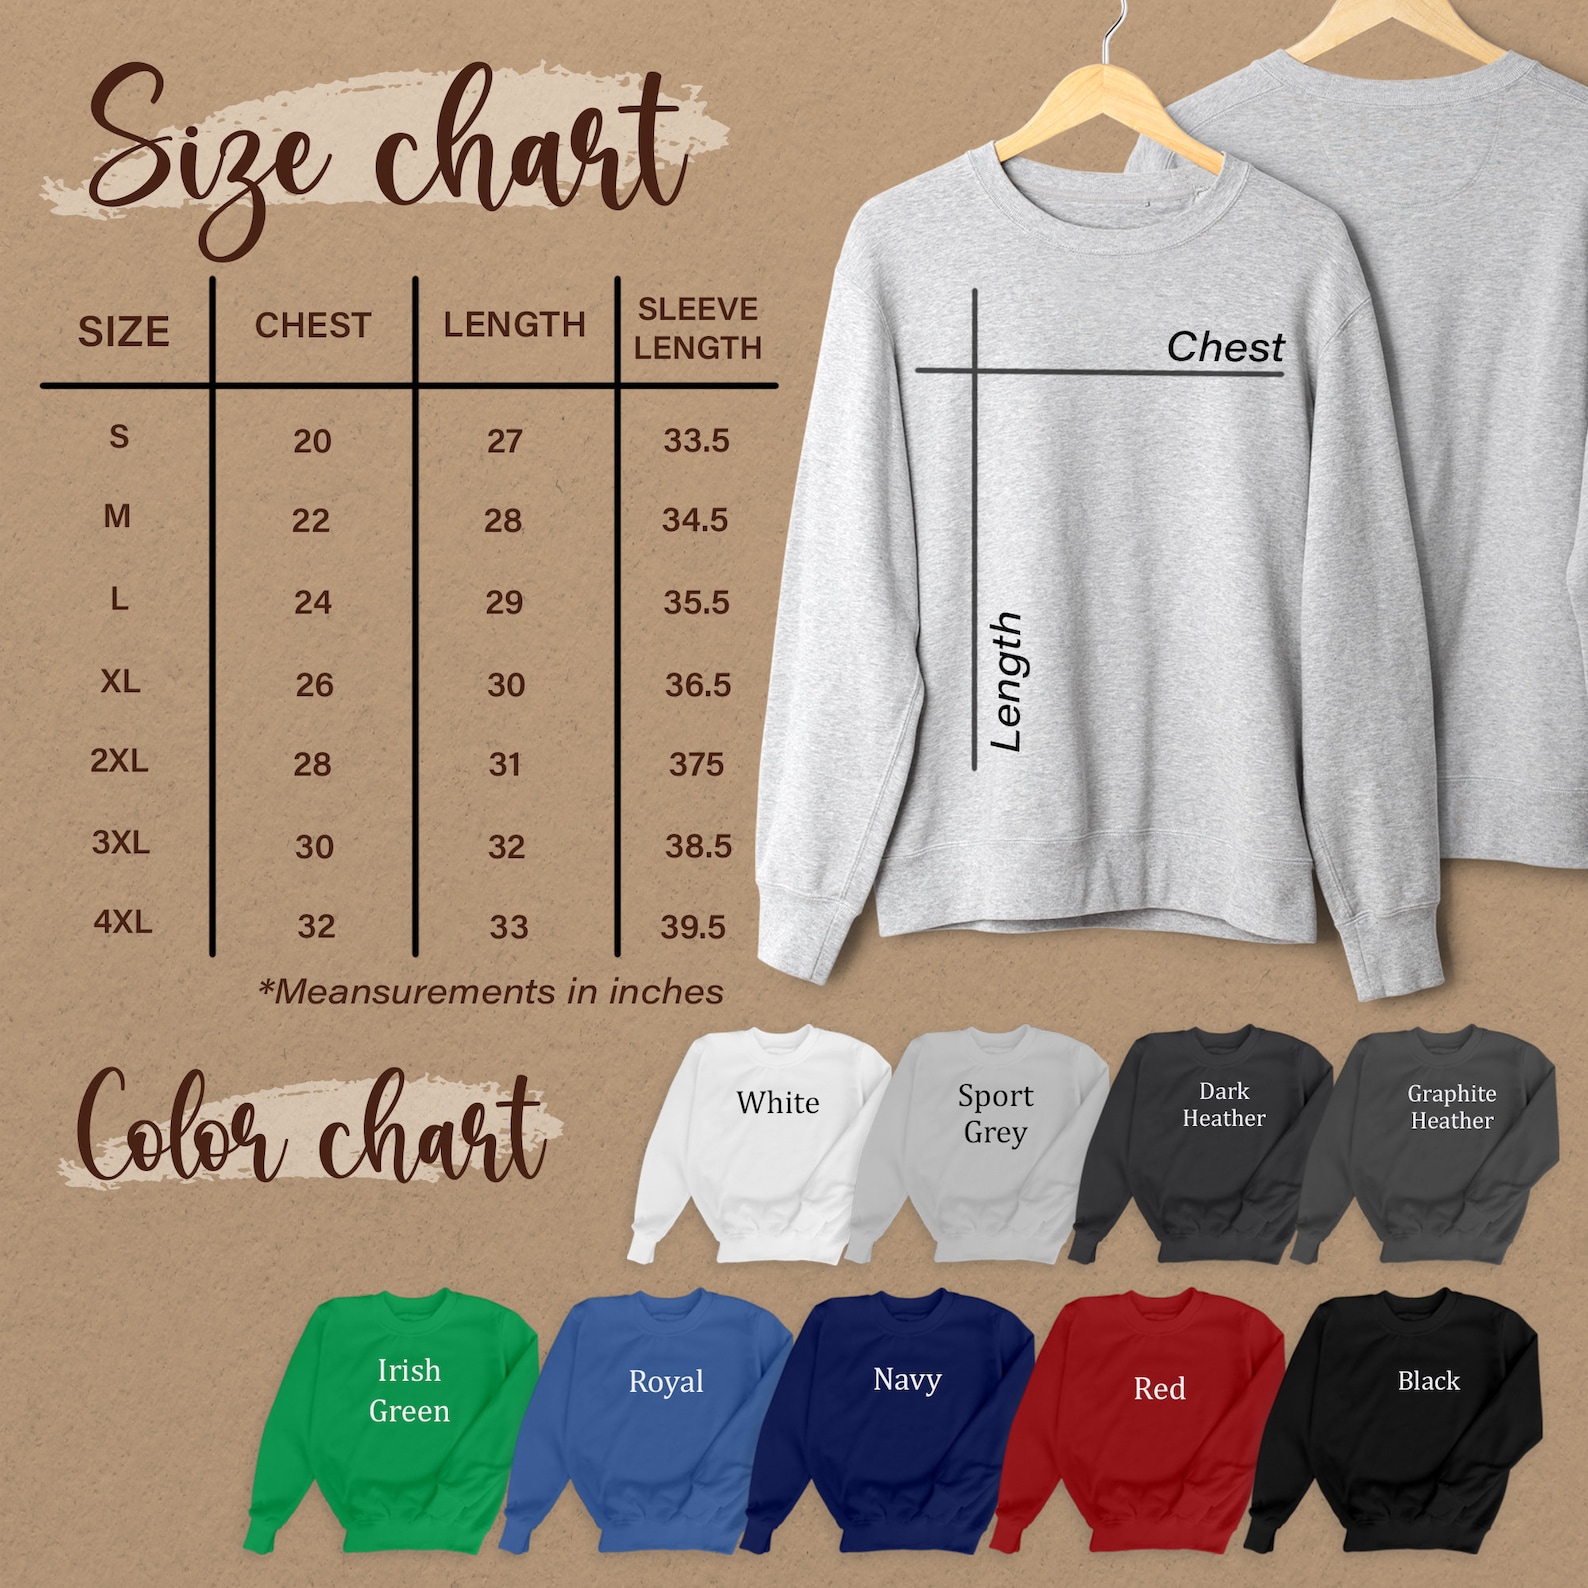 Size chart
SIZE CHEST LENGTH SLEEVE LENGTH
S 20 27 33.5
M 22 28 34.5
L 24 29 35.5
XL 26 30 36.5
2XL 28 31 375
3XL 30 32 38.5
4XL 32 33 39.5
*Meansurements in inches
Chest
Length
Color chart
White
Sport
Grey
Dark
Heather
Graphite
Heather
Irish
Green
Royal
Navy
Red
Black